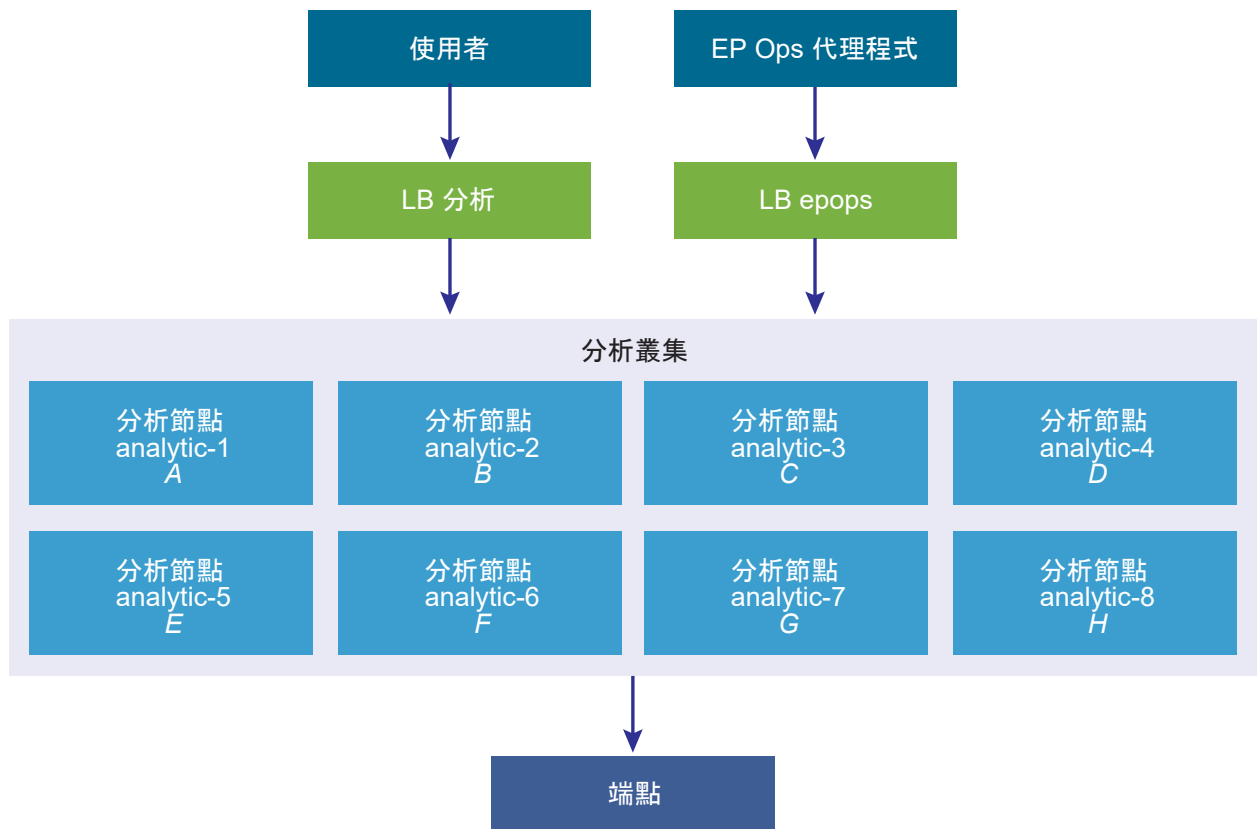 使用者
EP Ops 代理程式
LB 分析
LB epops
分析叢集
分析節點
analytic-1
A
分析節點
analytic-2
B
分析節點
analytic-3
C
分析節點
analytic-4
D
分析節點
analytic-5
E
分析節點
analytic-6
F
分析節點
analytic-7
G
分析節點
analytic-8
H
端點